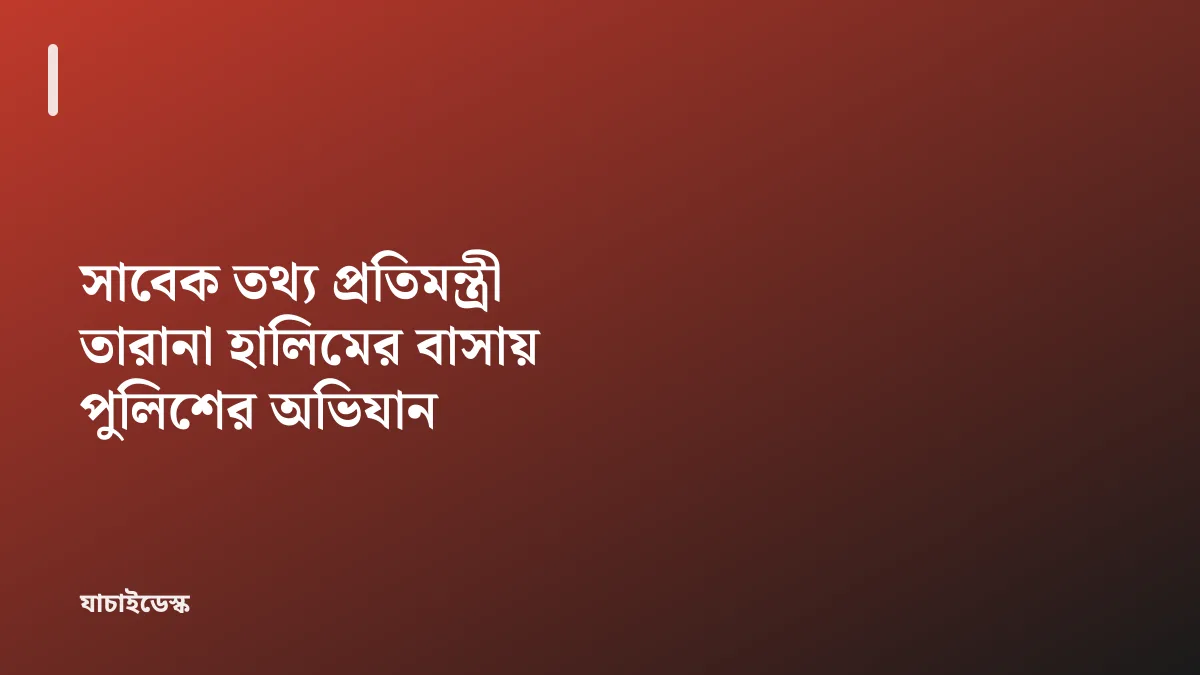 সাবেক তথ্য প্রতিমন্ত্রী
তারানা হালিমের বাসায়
পুলিশের অভিযান
যাচাইডেস্ক